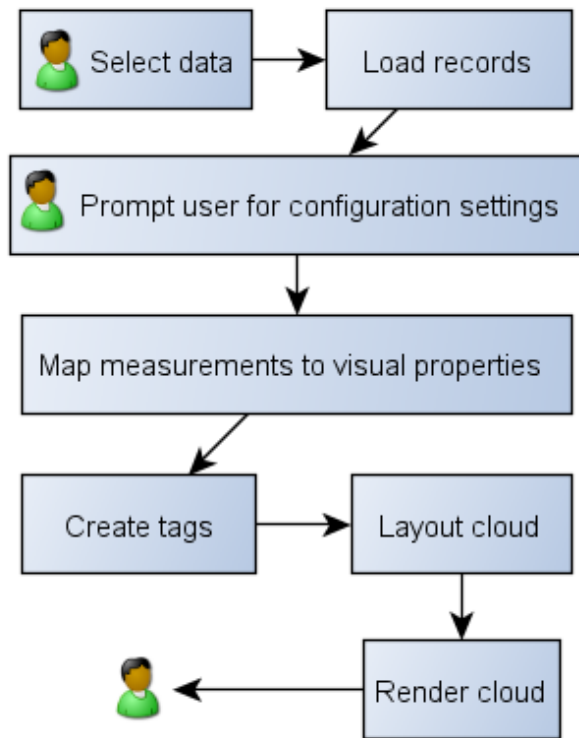 Select data
Load records
Prompt user for configuration settings
Map measurements to visual properties
Create tags
Layout cloud
Render cloud